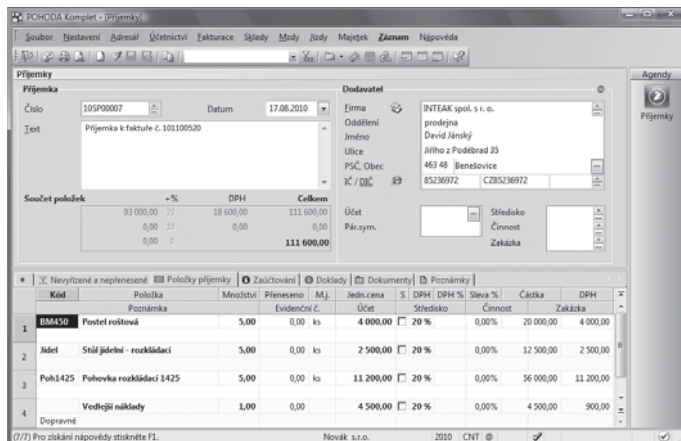 POHODA Komplet - [Příjemky]
Soubor Nastavení Adresář Účetnictví Fakturace Sklady Mzdy Jízdy Majetek Záznam Nápověda
Příjemky
Agendy
Příjemky
Příjemka
Číslo 10SP00007 Datum 17.08.2010
Text Příjemka k faktuře č. 101100520
Součet položek +% DPH Celkem
93 000,00 20 18 600,00 111 600,00
0,00 10 0,00 0,00
0,00 0 111 600,00
Dodavatel
Firma INTEAK spol. s r. o.
Oddělení prodejna
Jméno David Jánský
Ulice Jiřího z Poděbrad 35
PSČ, Obec 463 48 Benešovice
IČ / DIČ 85236972 CZ85236972
Účet Středisko
Pár.sym. Činnost
Zakázka
* Nevyřízené a nepřenesené Položky příjemky Zaúčtování Doklady Dokumenty Poznámky
Kód Položka Množství Přeneseno M.j. Jedn.cena S DPH DPH % Sleva % Částka DPH
Poznámka Evidenční č. Účet Středisko Činnost Zakázka
1 BM450 Postel roštová 5,00 0,00 ks 4 000,00 20 % 0,00% 20 000,00 4 000,00
2 Jídel Stůl jídelní - rozkládací 5,00 0,00 ks 2 500,00 20 % 0,00% 12 500,00 2 500,00
3 Poh1425 Pohovka rozkládací 1425 5,00 0,00 ks 11 200,00 20 % 0,00% 56 000,00 11 200,00
4 Vedlejší náklady 1,00 0,00 4 500,00 20 % 0,00% 4 500,00 900,00
Dopravné
(7/7) Pro získání nápovědy stiskněte F1. Novák s.r.o. 2010 CNT @